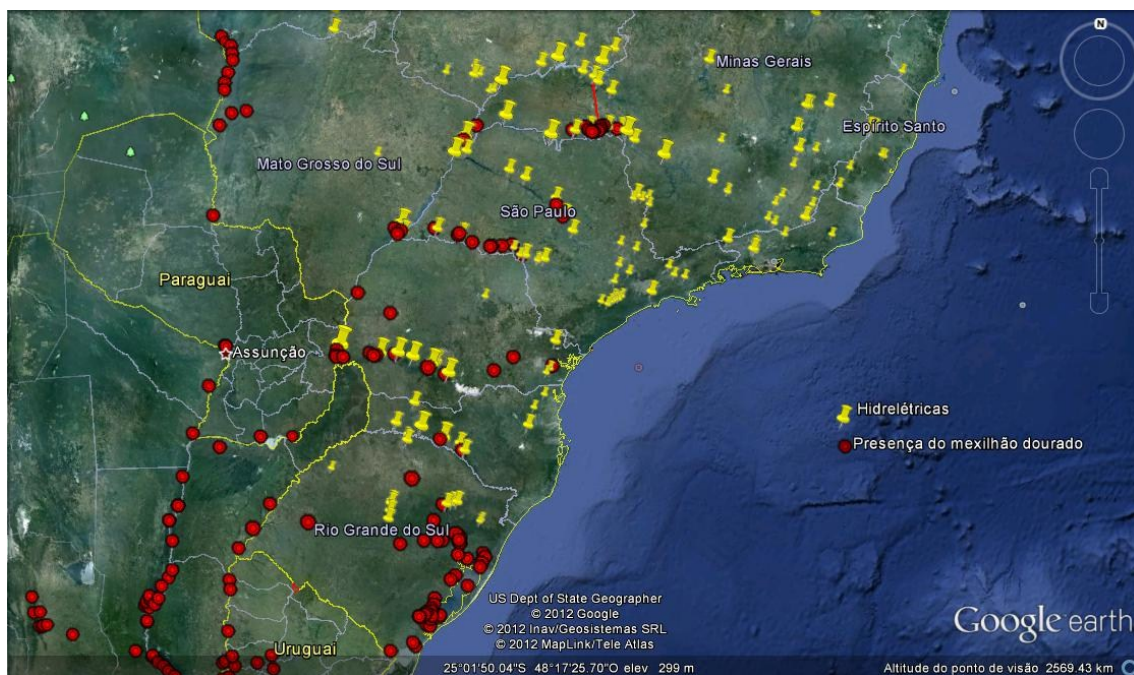 N
Minas Gerais
Espírito Santo
Mato Grosso do Sul
São Paulo
Paraguai
Assunção
Hidrelétricas
Presença do mexilhão dourado
Rio Grande do Sul
US Dept of State Geographer
© 2012 Google
© 2012 Inav/Geosistemas SRL
© 2012 MapLink/Tele Atlas
Google earth
Uruguai
25°01'50.04"S 48°17'25.70"O elev 299 m
Altitude do ponto de visão 2569.43 km